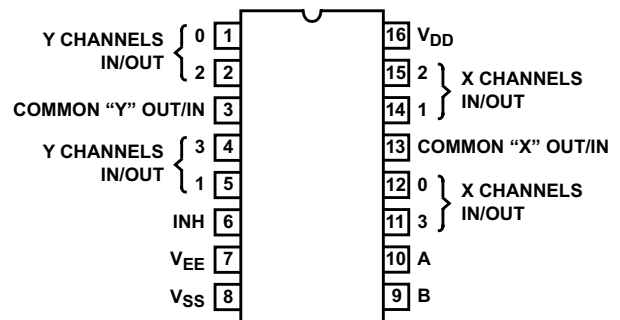 Y CHANNELS
IN/OUT
0 1
2 2
COMMON “Y” OUT/IN 3
Y CHANNELS
IN/OUT
3 4
1 5
INH 6
VEE 7
VSS 8
16 VDD
15 2
14 1
X CHANNELS
IN/OUT
13 COMMON “X” OUT/IN
12 0
11 3
X CHANNELS
IN/OUT
10 A
9 B